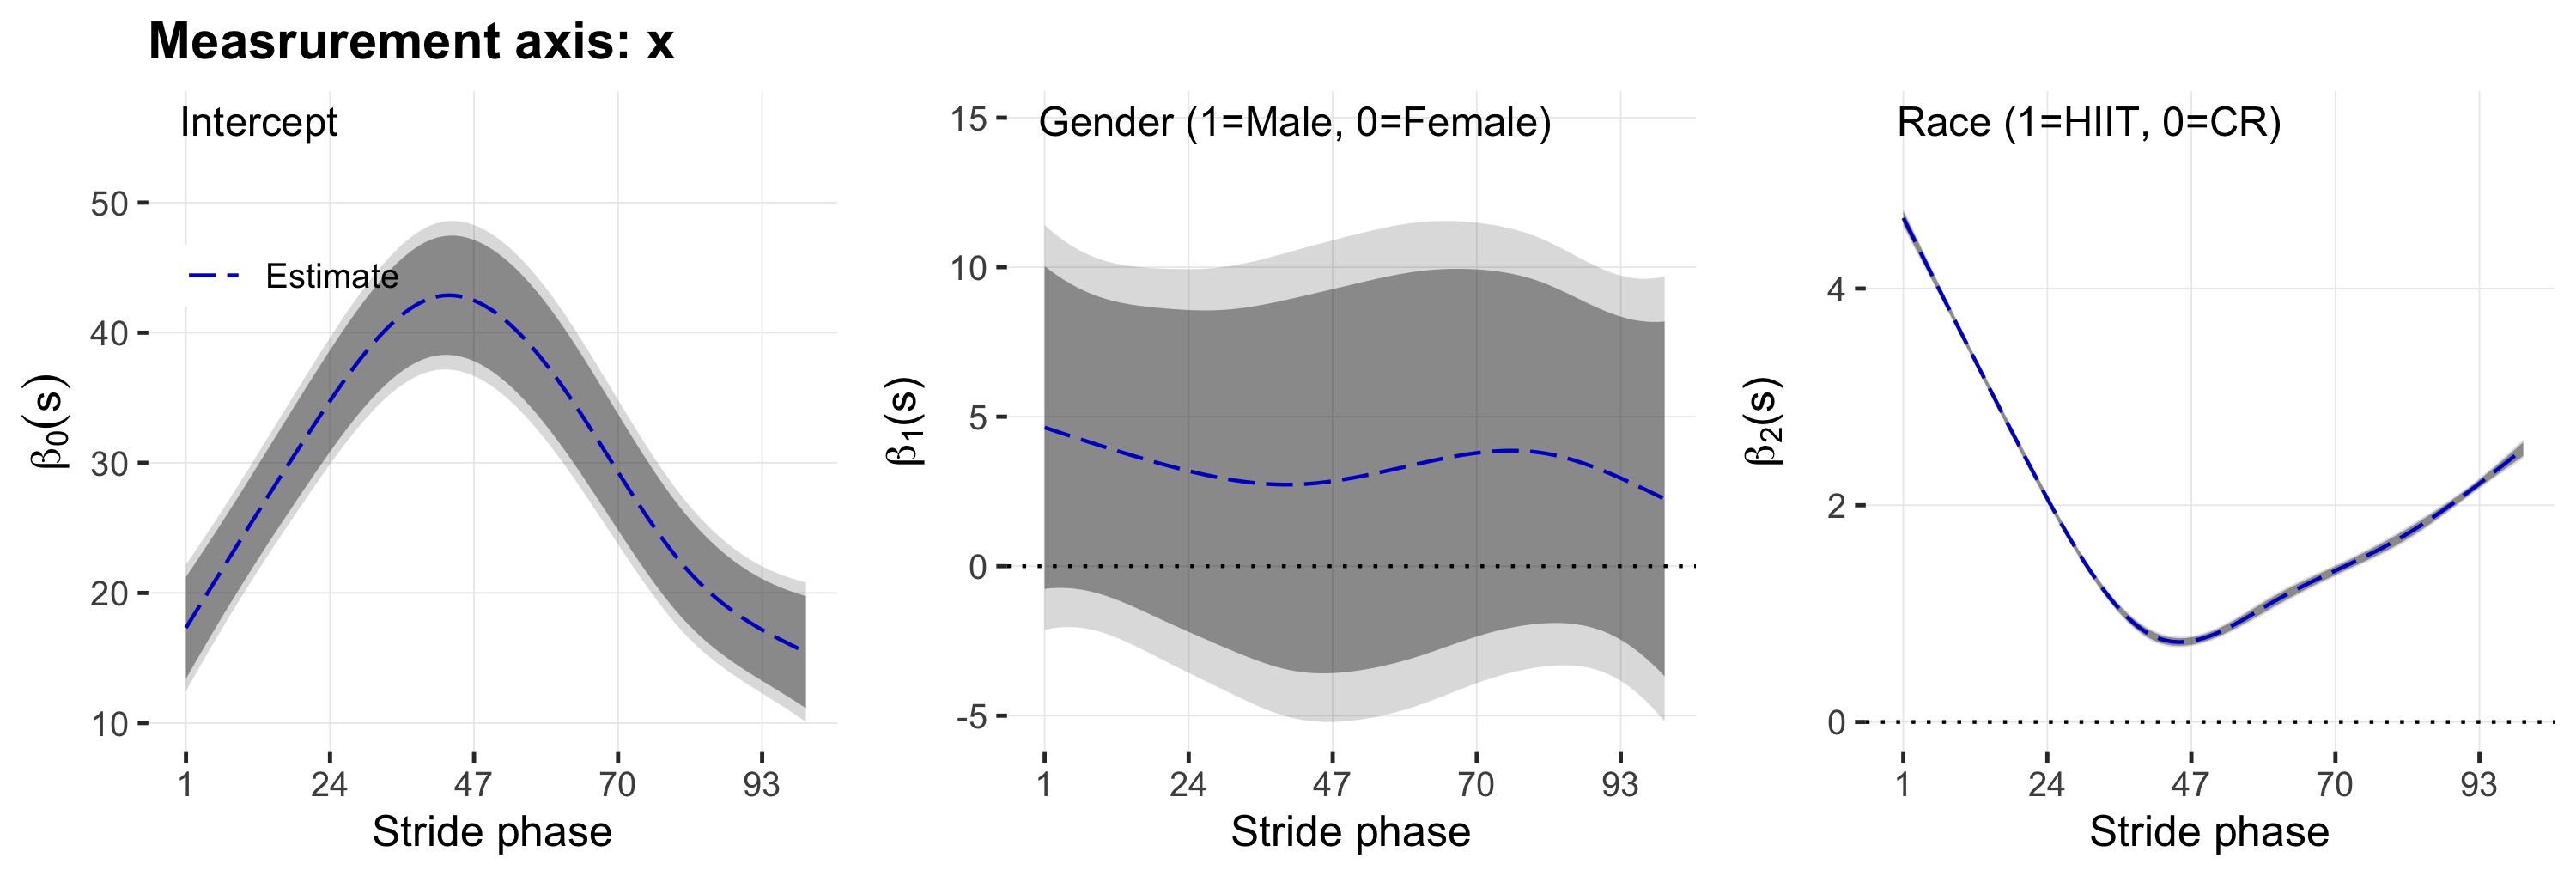 Measrurement axis: x
Intercept
50
40
30
20
10
Estimate
β0(s)
1 24 47 70 93
Stride phase
Gender (1=Male, 0=Female)
15
10
5
0
-5
β1(s)
1 24 47 70 93
Stride phase
Race (1=HIIT, 0=CR)
4
2
0
β2(s)
1 24 47 70 93
Stride phase